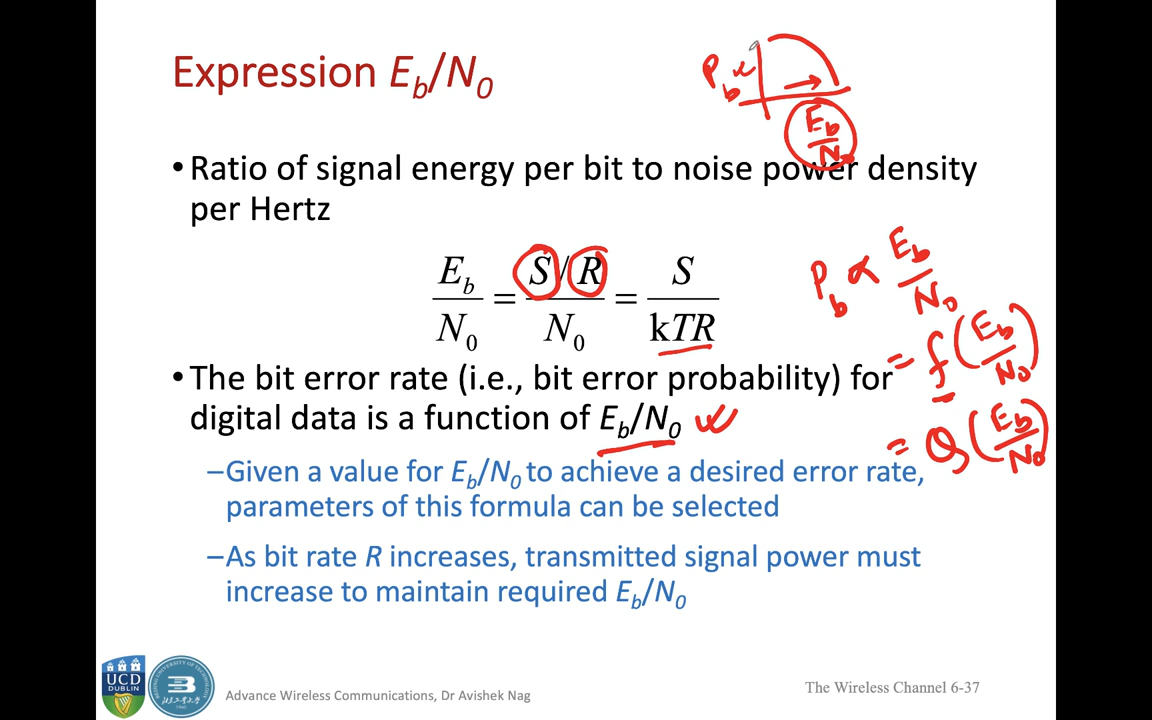 Expression Eb/N0
Pb
Eb/N0
•Ratio of signal energy per bit to noise power density
per Hertz
Eb/N0 = S/R/N0 = S/kTR
Pb ∝ Eb/N0
= f(Eb/N0)
= Q(Eb/N0)
•The bit error rate (i.e., bit error probability) for
digital data is a function of Eb/N0
–Given a value for Eb/N0 to achieve a desired error rate,
parameters of this formula can be selected
–As bit rate R increases, transmitted signal power must
increase to maintain required Eb/N0
UCD
DUBLIN
Advance Wireless Communications, Dr Avishek Nag
The Wireless Channel 6-37